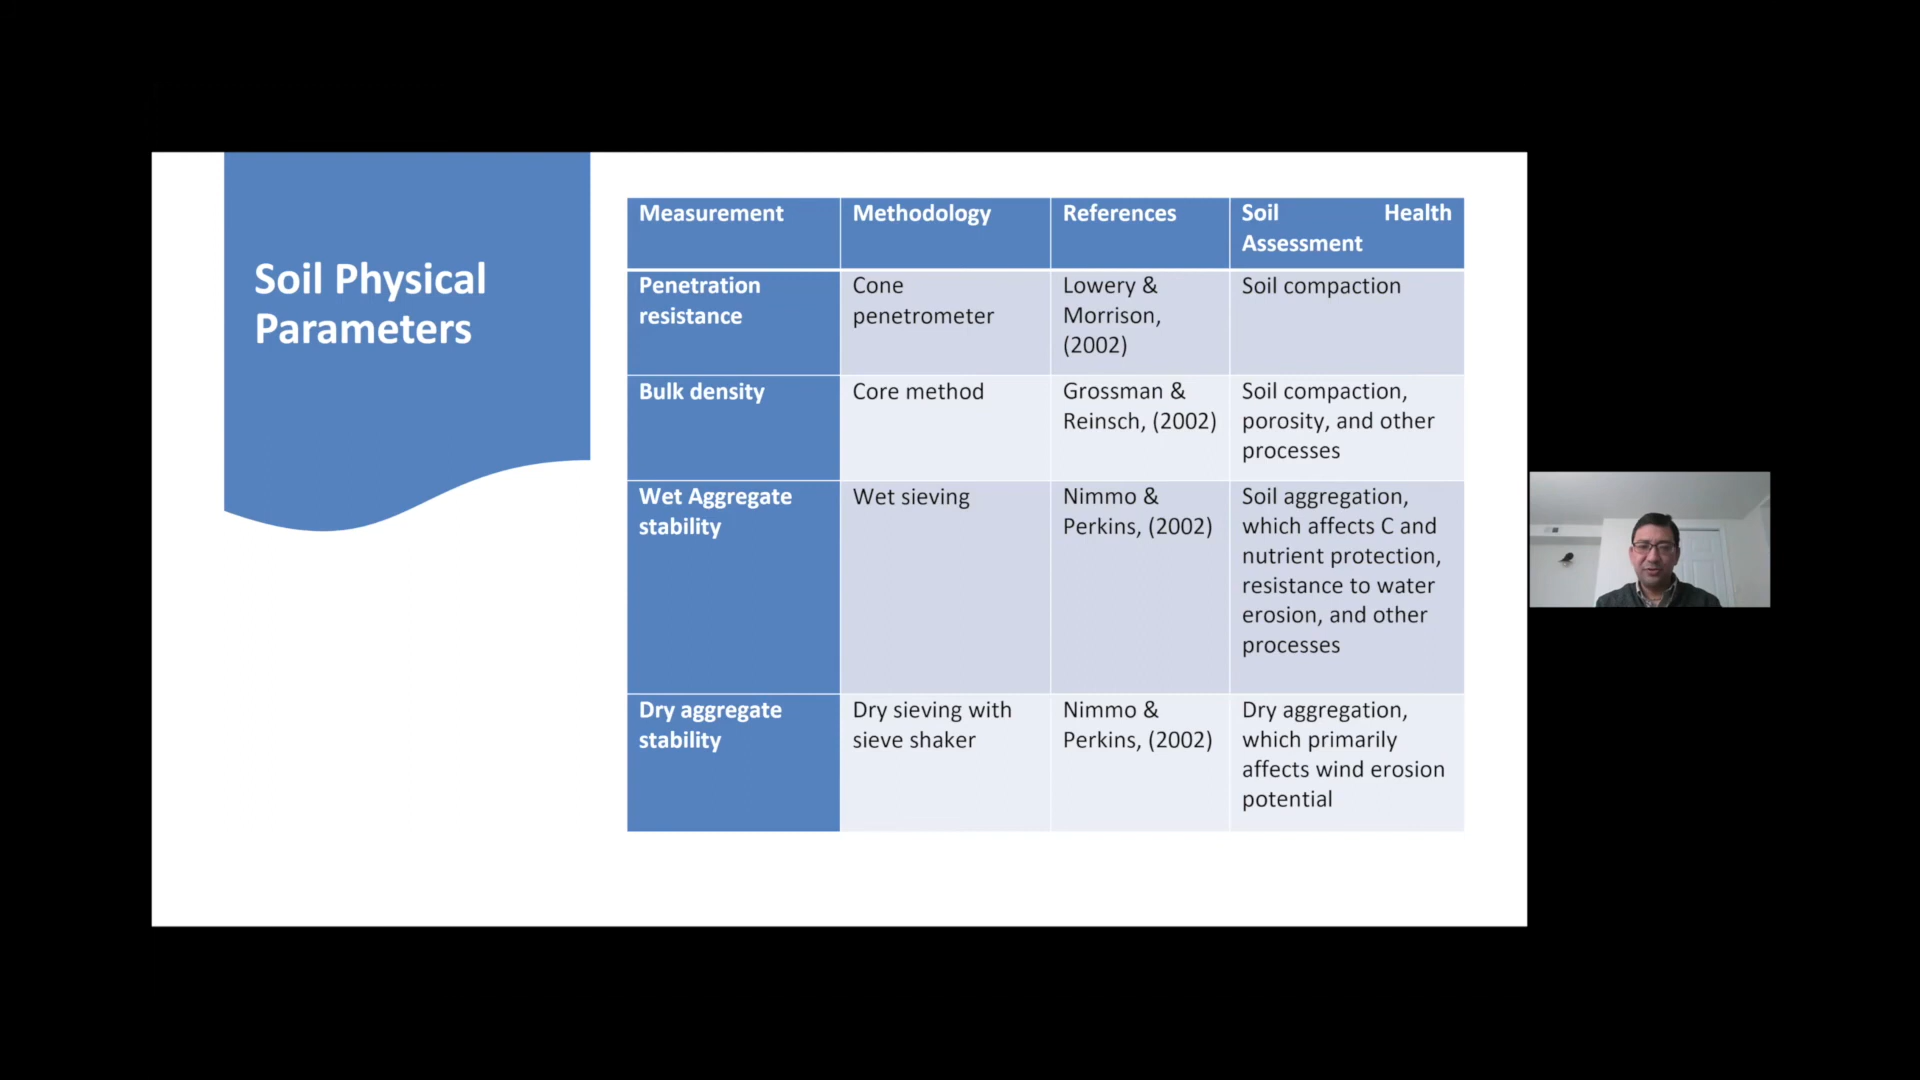 Soil Physical
Parameters
Measurement
Methodology
References
Soil Health
Assessment
Penetration
resistance
Cone
penetrometer
Lowery &
Morrison,
(2002)
Soil compaction
Bulk density
Core method
Grossman &
Reinsch, (2002)
Soil compaction,
porosity, and other
processes
Wet Aggregate
stability
Wet sieving
Nimmo &
Perkins, (2002)
Soil aggregation,
which affects C and
nutrient protection,
resistance to water
erosion, and other
processes
Dry aggregate
stability
Dry sieving with
sieve shaker
Nimmo &
Perkins, (2002)
Dry aggregation,
which primarily
affects wind erosion
potential